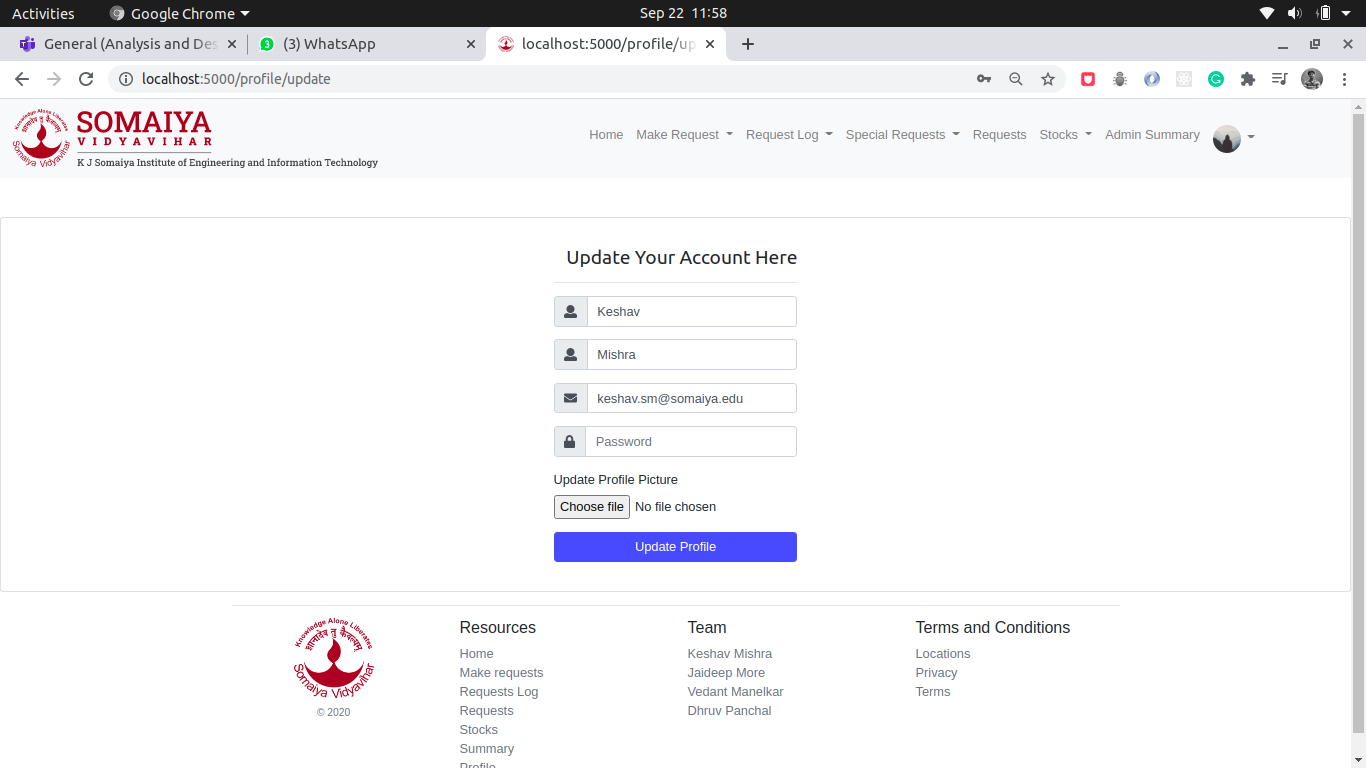 Activities Google Chrome Sep 22 11:58
General (Analysis and Des (3) WhatsApp localhost:5000/profile/up
localhost:5000/profile/update
Knowledge Alone Liberates
Somaiya Vidyavihar
SOMAIYA
VIDYAVIHAR
K J Somaiya Institute of Engineering and Information Technology
Home Make Request Request Log Special Requests Requests Stocks Admin Summary
Update Your Account Here
Keshav
Mishra
keshav.sm@somaiya.edu
Password
Update Profile Picture
Choose file No file chosen
Update Profile
Knowledge Alone Liberates
ज्ञानादेव तु कैवल्यम्
Somaiya Vidyavihar
© 2020
Resources
Home
Make requests
Requests Log
Requests
Stocks
Summary
Profile
Team
Keshav Mishra
Jaideep More
Vedant Manelkar
Dhruv Panchal
Terms and Conditions
Locations
Privacy
Terms